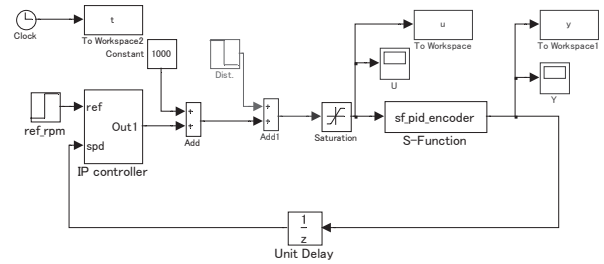 t
Clock
To Workspace2
Constant
1000
Dist.
u
To Workspace
y
To Workspace1
U
Y
ref_rpm
ref
spd
Out1
IP controller
+
+
Add
+
+
Add1
Saturation
sf_pid_encoder
S-Function
1
z
Unit Delay